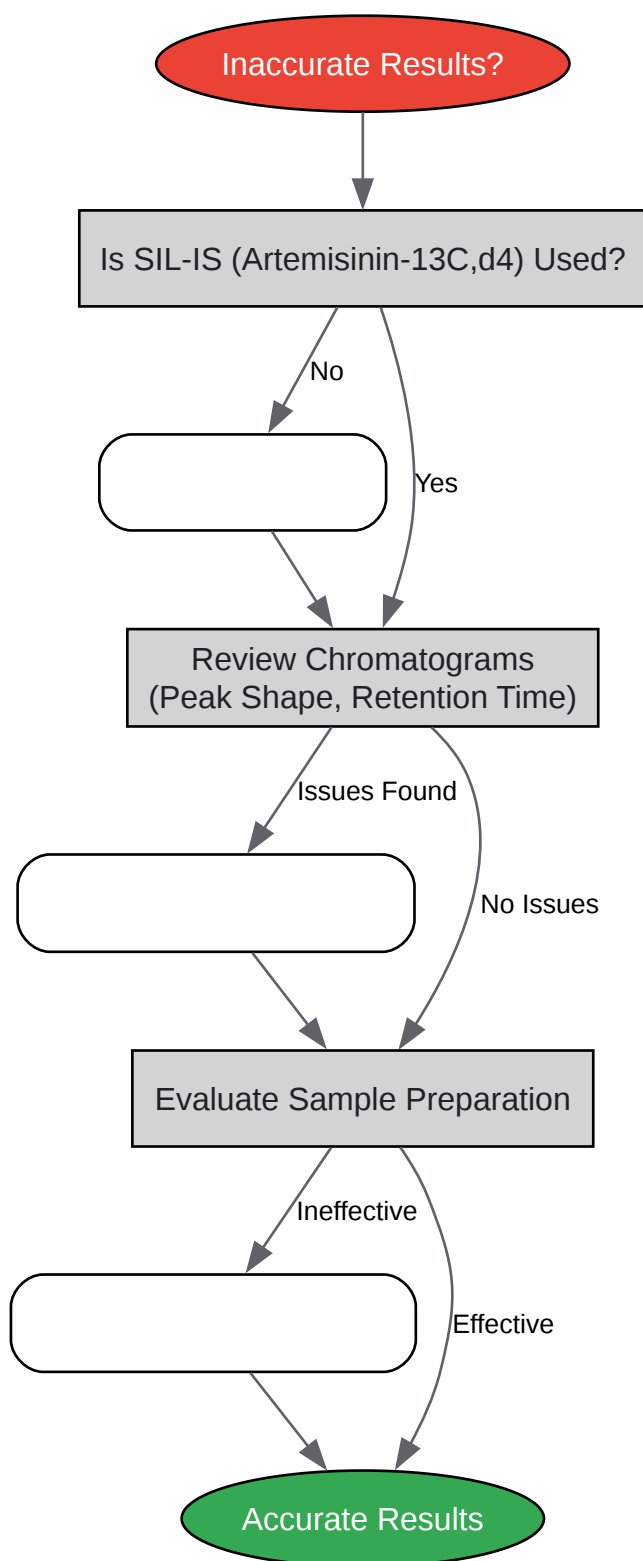 Inaccurate Results?
Is SIL-IS (Artemisinin-13C,d4) Used?
No
Yes
Review Chromatograms
(Peak Shape, Retention Time)
Issues Found
No Issues
Evaluate Sample Preparation
Ineffective
Effective
Accurate Results